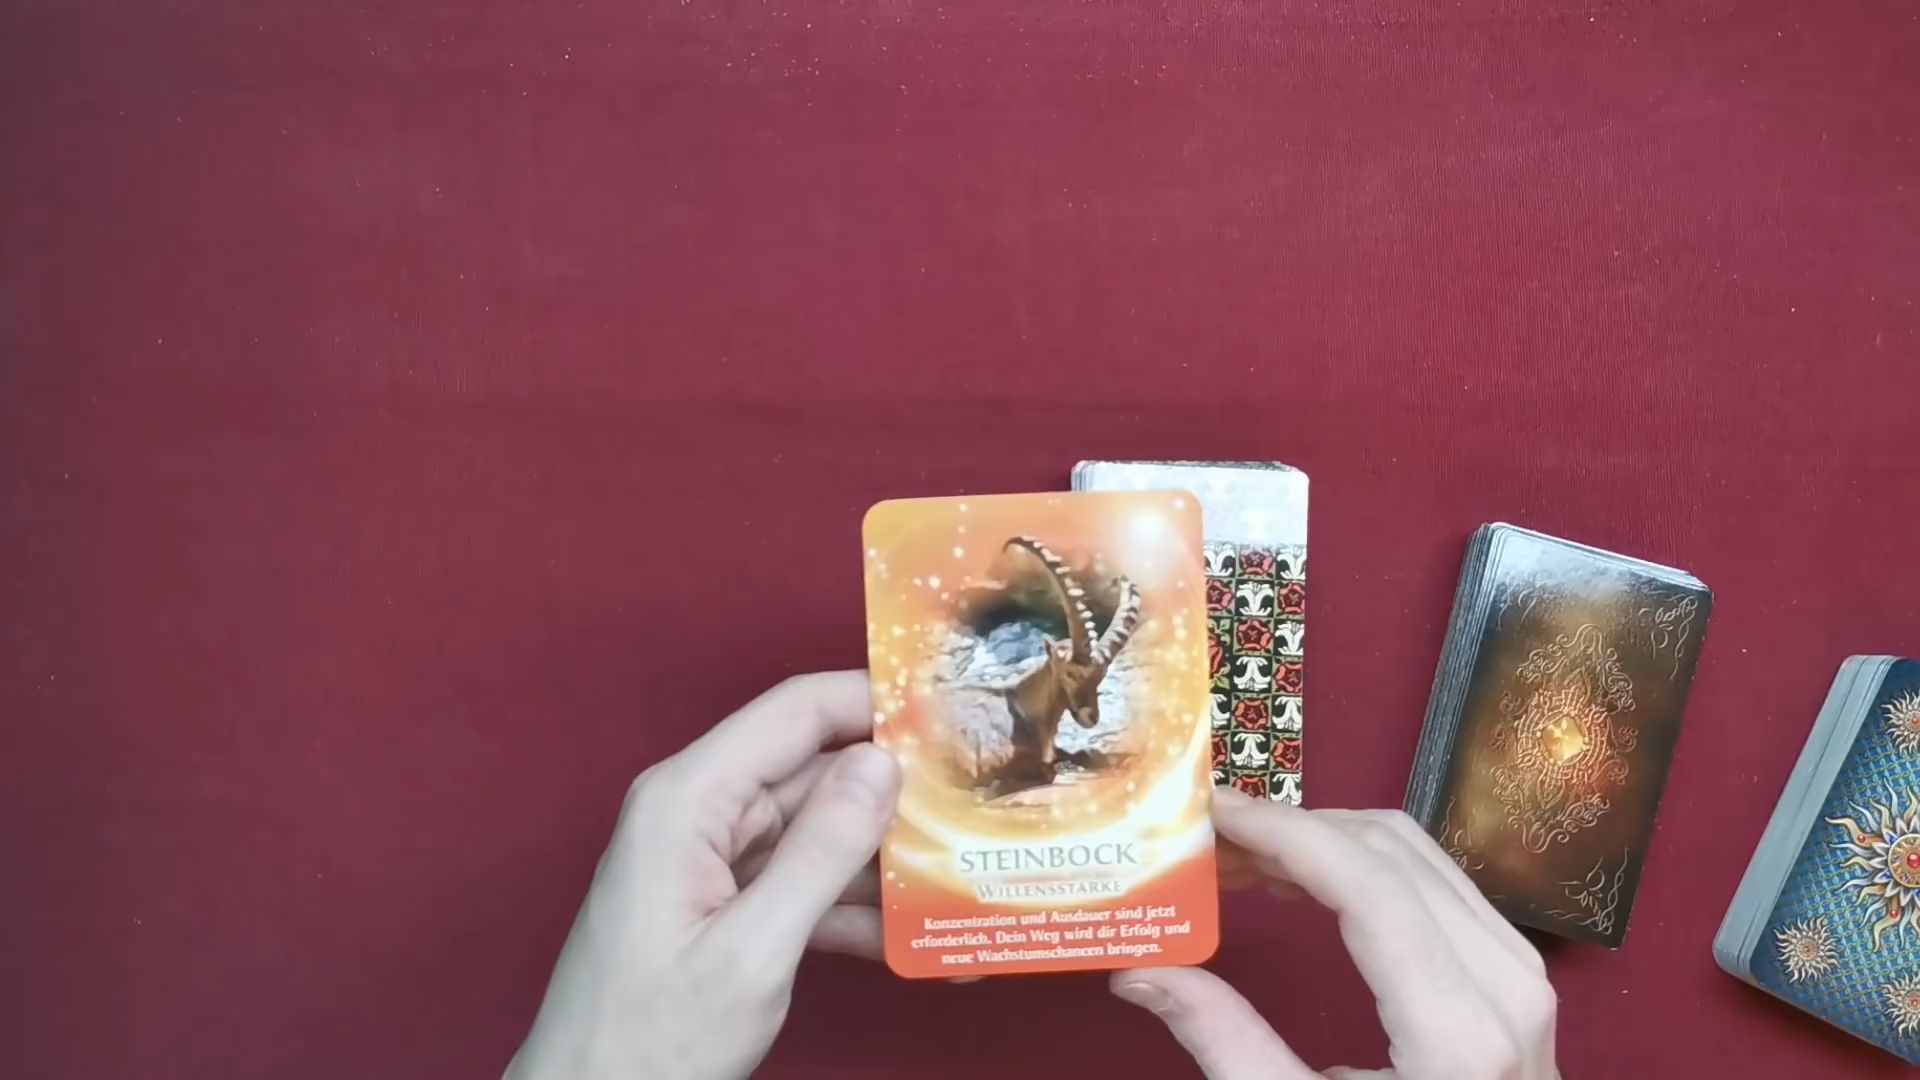 STEINBOCK
WILLENSSTÄRKE
Konzentration und Ausdauer sind jetzt
erforderlich. Dein Weg wird dir Erfolg und
neue Wachstumschancen bringen.